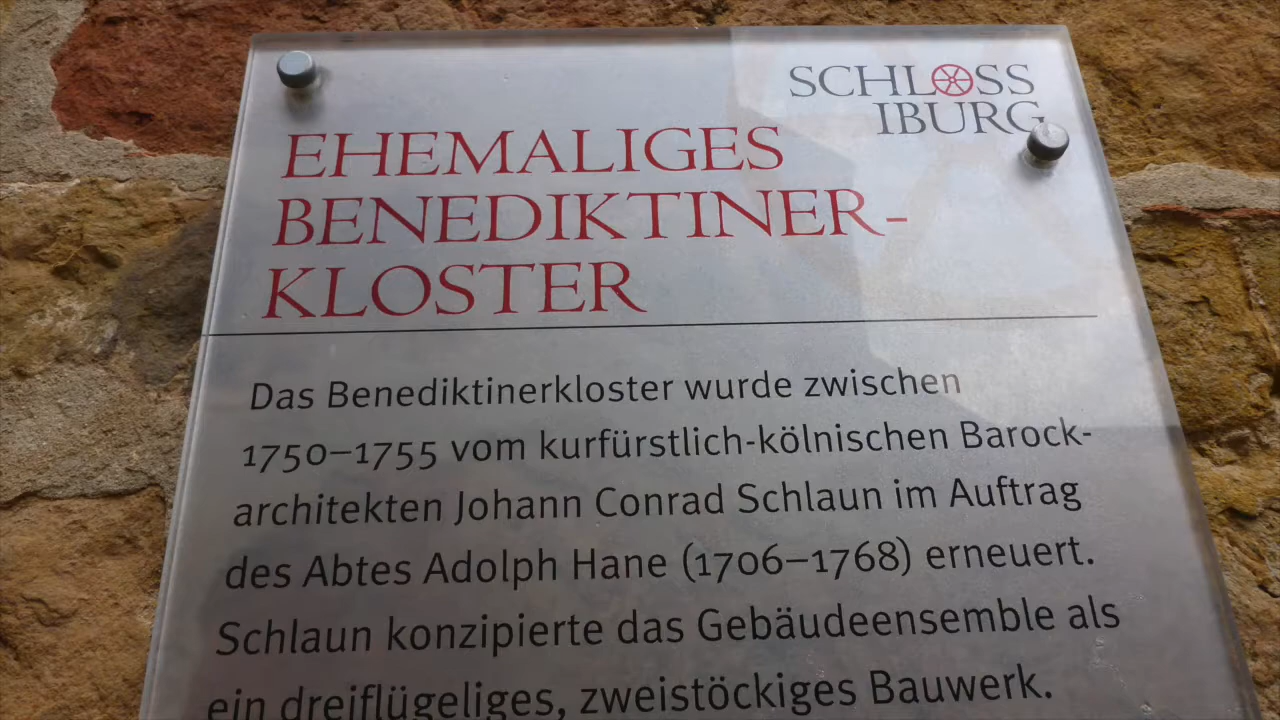 SCHLOSS
IBURG
EHEMALIGES
BENEDIKTINER-
KLOSTER
Das Benediktinerkloster wurde zwischen
1750–1755 vom kurfürstlich-kölnischen Barock-
architekten Johann Conrad Schlaun im Auftrag
des Abtes Adolph Hane (1706–1768) erneuert.
Schlaun konzipierte das Gebäudeensemble als
ein dreiflügeliges, zweistöckiges Bauwerk.